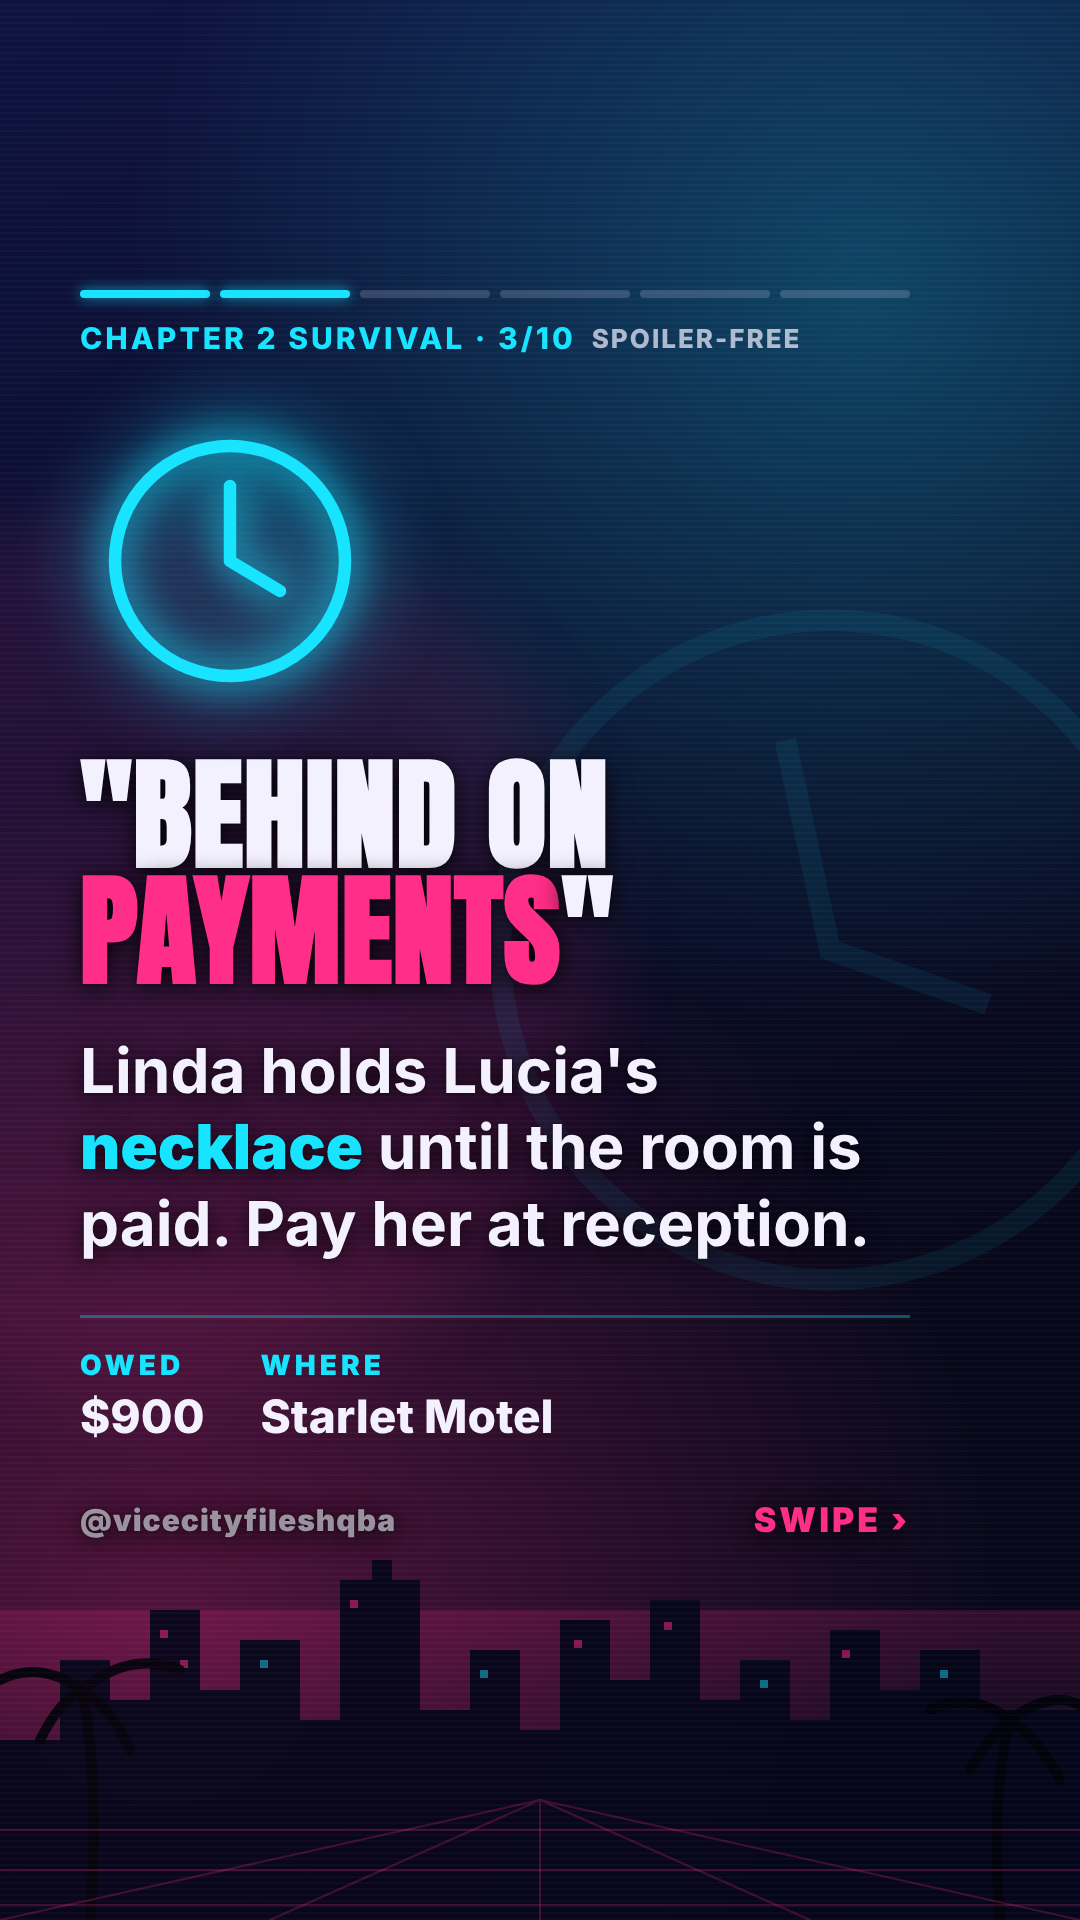 CHAPTER 2 SURVIVAL · 3/10 SPOILER-FREE
"BEHIND ON
PAYMENTS"
Linda holds Lucia's
necklace until the room is
paid. Pay her at reception.
OWED WHERE
$900 Starlet Motel
@vicecityfileshqba SWIPE ›